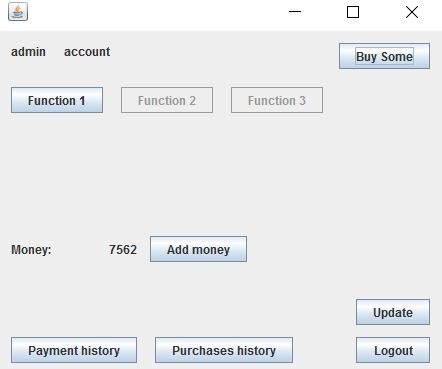 admin account Buy Some
Function 1 Function 2 Function 3
Money: 7562 Add money
Update
Payment history Purchases history Logout